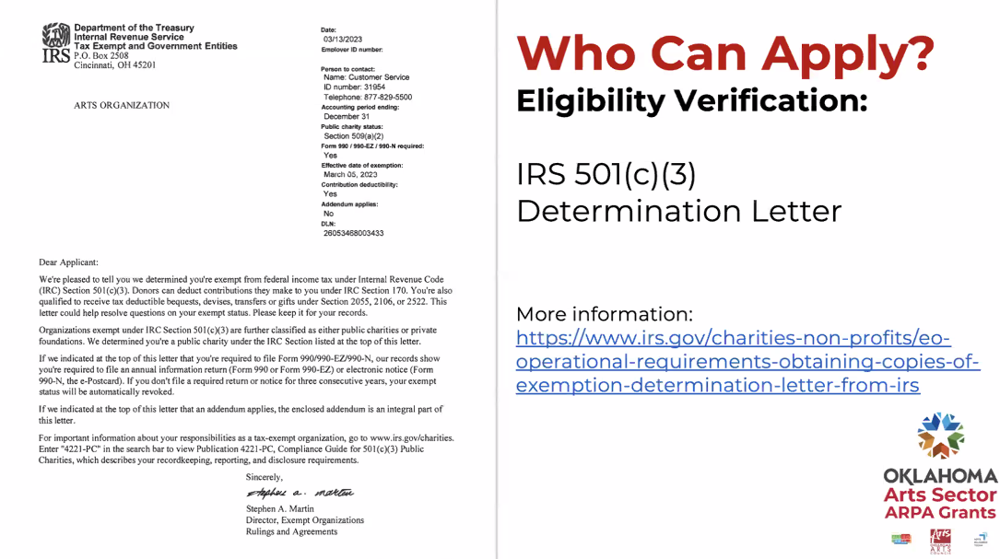 Department of the Treasury
Internal Revenue Service
Tax Exempt and Government Entities
P.O. Box 2508
Cincinnati, OH 45201
IRS
ARTS ORGANIZATION
Date:
03/13/2023
Employer ID number:
Person to contact:
Name: Customer Service
ID number: 31954
Telephone: 877-829-5500
Accounting period ending:
December 31
Public charity status:
Section 509(a)(2)
Form 990 / 990-EZ / 990-N required:
Yes
Effective date of exemption:
March 05, 2023
Contribution deductibility:
Yes
Addendum applies:
No
DLN:
26053468003433
Dear Applicant:
We're pleased to tell you we determined you're exempt from federal income tax under Internal Revenue Code
(IRC) Section 501(c)(3). Donors can deduct contributions they make to you under IRC Section 170. You're also
qualified to receive tax deductible bequests, devises, transfers or gifts under Section 2055, 2106, or 2522. This
letter could help resolve questions on your exempt status. Please keep it for your records.
Organizations exempt under IRC Section 501(c)(3) are further classified as either public charities or private
foundations. We determined you're a public charity under the IRC Section listed at the top of this letter.
If we indicated at the top of this letter that you're required to file Form 990/990-EZ/990-N, our records show
you're required to file an annual information return (Form 990 or Form 990-EZ) or electronic notice (Form
990-N, the e-Postcard). If you don't file a required return or notice for three consecutive years, your exempt
status will be automatically revoked.
If we indicated at the top of this letter that an addendum applies, the enclosed addendum is an integral part of
this letter.
For important information about your responsibilities as a tax-exempt organization, go to www.irs.gov/charities.
Enter "4221-PC" in the search bar to view Publication 4221-PC, Compliance Guide for 501(c)(3) Public
Charities, which describes your recordkeeping, reporting, and disclosure requirements.
Sincerely,
stephen a. martin
Stephen A. Martin
Director, Exempt Organizations
Rulings and Agreements
Who Can Apply?
Eligibility Verification:
IRS 501(c)(3)
Determination Letter
More information:
https://www.irs.gov/charities-non-profits/eo-
operational-requirements-obtaining-copies-of-
exemption-determination-letter-from-irs
OKLAHOMA
Arts Sector
ARPA Grants
Arts